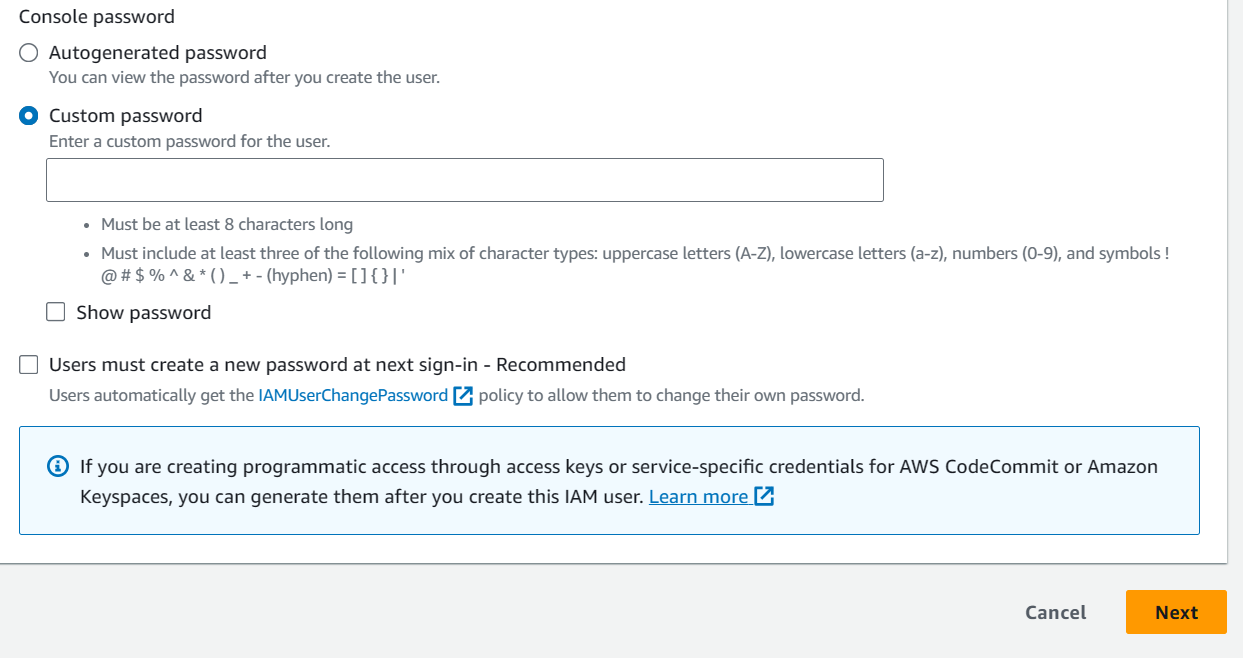 Console password
Autogenerated password
You can view the password after you create the user.
Custom password
Enter a custom password for the user.
• Must be at least 8 characters long
• Must include at least three of the following mix of character types: uppercase letters (A-Z), lowercase letters (a-z), numbers (0-9), and symbols !
@ # $ % ^ & * ( ) _ + - (hyphen) = [ ] { } | '
Show password
Users must create a new password at next sign-in - Recommended
Users automatically get the IAMUserChangePassword policy to allow them to change their own password.
If you are creating programmatic access through access keys or service-specific credentials for AWS CodeCommit or Amazon
Keyspaces, you can generate them after you create this IAM user. Learn more
Cancel
Next